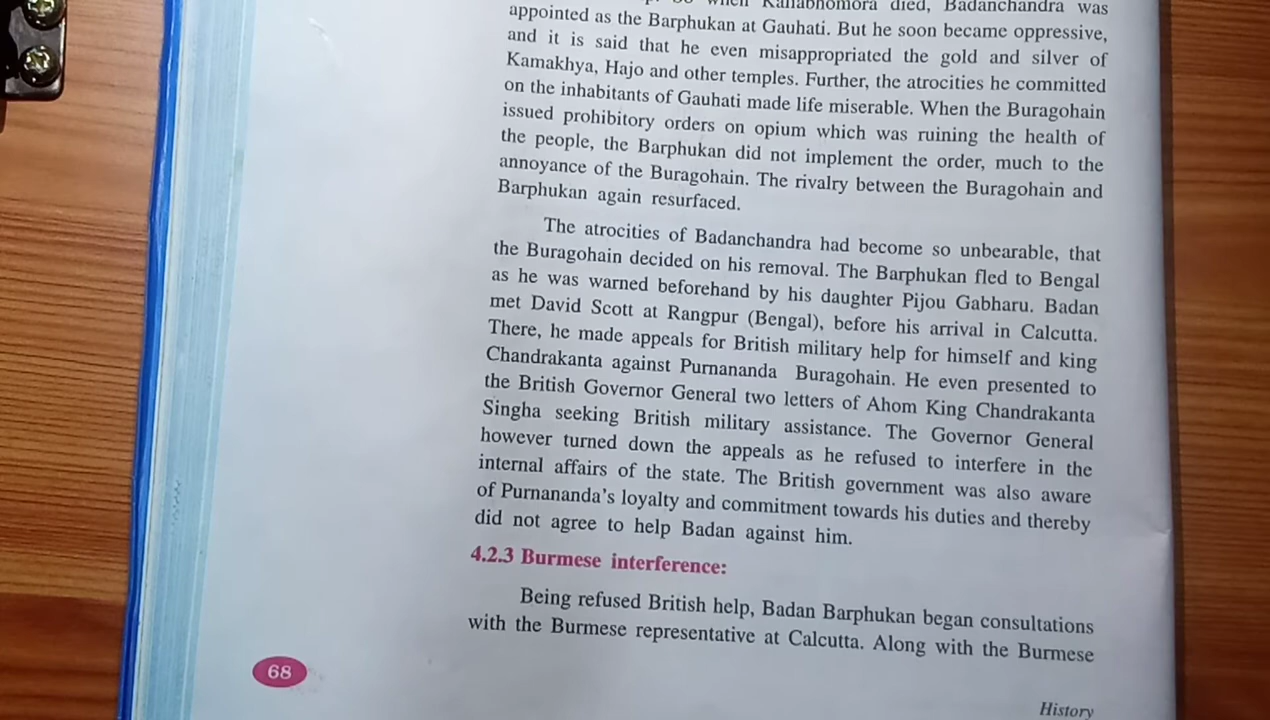 died, Badanchandra was
appointed as the Barphukan at Gauhati. But he soon became oppressive,
and it is said that he even misappropriated the gold and silver of
Kamakhya, Hajo and other temples. Further, the atrocities he committed
on the inhabitants of Gauhati made life miserable. When the Buragohain
issued prohibitory orders on opium which was ruining the health of
the people, the Barphukan did not implement the order, much to the
annoyance of the Buragohain. The rivalry between the Buragohain and
Barphukan again resurfaced.
The atrocities of Badanchandra had become so unbearable, that
the Buragohain decided on his removal. The Barphukan fled to Bengal
as he was warned beforehand by his daughter Pijou Gabharu. Badan
met David Scott at Rangpur (Bengal), before his arrival in Calcutta.
There, he made appeals for British military help for himself and king
Chandrakanta against Purnananda Buragohain. He even presented to
the British Governor General two letters of Ahom King Chandrakanta
Singha seeking British military assistance. The Governor General
however turned down the appeals as he refused to interfere in the
internal affairs of the state. The British government was also aware
of Purnananda's loyalty and commitment towards his duties and thereby
did not agree to help Badan against him.
4.2.3 Burmese interference:
Being refused British help, Badan Barphukan began consultations
with the Burmese representative at Calcutta. Along with the Burmese
68
History